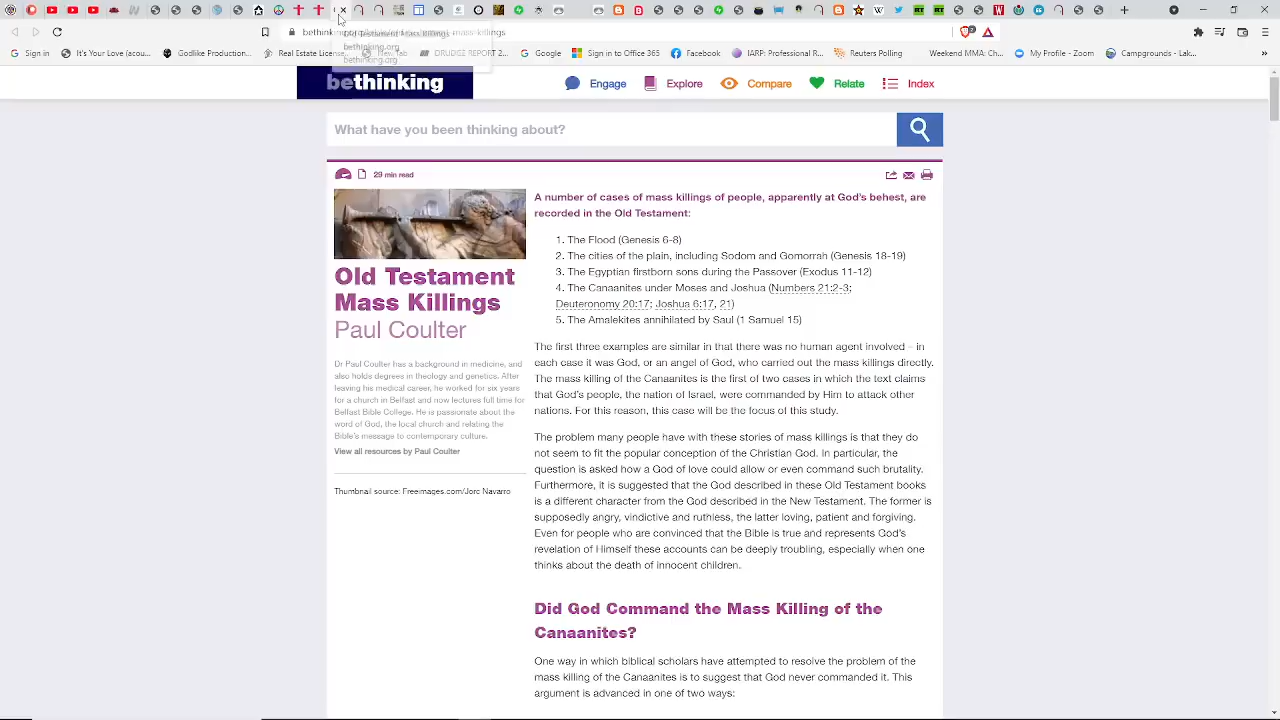 bethinking.org
Old Testament Mass Killings
bethinking.org
bethinking.org
Sign in
It's Your Love (acou...
Godlike Production...
Real Estate License
New Tab
DRUDGE REPORT 2...
Google
Sign in to Office 365
Facebook
IARP: Professional...
Reuters Polling
Weekend MMA: Ch...
My Profile2 | Zoosk
Upload — BitChute
Rumble — Talk
bethinking
Engage
Explore
Compare
Relate
Index
What have you been thinking about?
29 min read
Old Testament
Mass Killings
Paul Coulter
Dr Paul Coulter has a background in medicine, and
also holds degrees in theology and genetics. After
leaving his medical career, he worked for six years
for a church in Belfast and now lectures full time for
Belfast Bible College. He is passionate about the
word of God, the local church and relating the
Bible's message to contemporary culture.
View all resources by Paul Coulter
Thumbnail source: Freeimages.com/Jorc Navarro
A number of cases of mass killings of people, apparently at God's behest, are
recorded in the Old Testament:
1. The Flood (Genesis 6-8)
2. The cities of the plain, including Sodom and Gomorrah (Genesis 18-19)
3. The Egyptian firstborn sons during the Passover (Exodus 11-12)
4. The Canaanites under Moses and Joshua (Numbers 21:2-3;
Deuteronomy 20:17; Joshua 6:17, 21)
5. The Amalekites annihilated by Saul (1 Samuel 15)
The first three examples are similar in that there was no human agent involved – in
each case it was God, or an angel of God, who carried out the mass killings directly.
The mass killing of the Canaanites is the first of two cases in which the text claims
that God's people, the nation of Israel, were commanded by Him to attack other
nations. For this reason, this case will be the focus of this study.
The problem many people have with these stories of mass killings is that they do
not seem to fit the popular conception of the Christian God. In particular, the
question is asked how a God of love could allow or even command such brutality.
Furthermore, it is suggested that the God described in these Old Testament books
is a different character from the God described in the New Testament. The former is
supposedly angry, vindictive and ruthless, the latter loving, patient and forgiving.
Even for people who are convinced that the Bible is true and represents God's
revelation of Himself these accounts can be deeply troubling, especially when one
thinks about the death of innocent children.
Did God Command the Mass Killing of the
Canaanites?
One way in which biblical scholars have attempted to resolve the problem of the
mass killing of the Canaanites is to suggest that God never commanded it. This
argument is advanced in one of two ways: